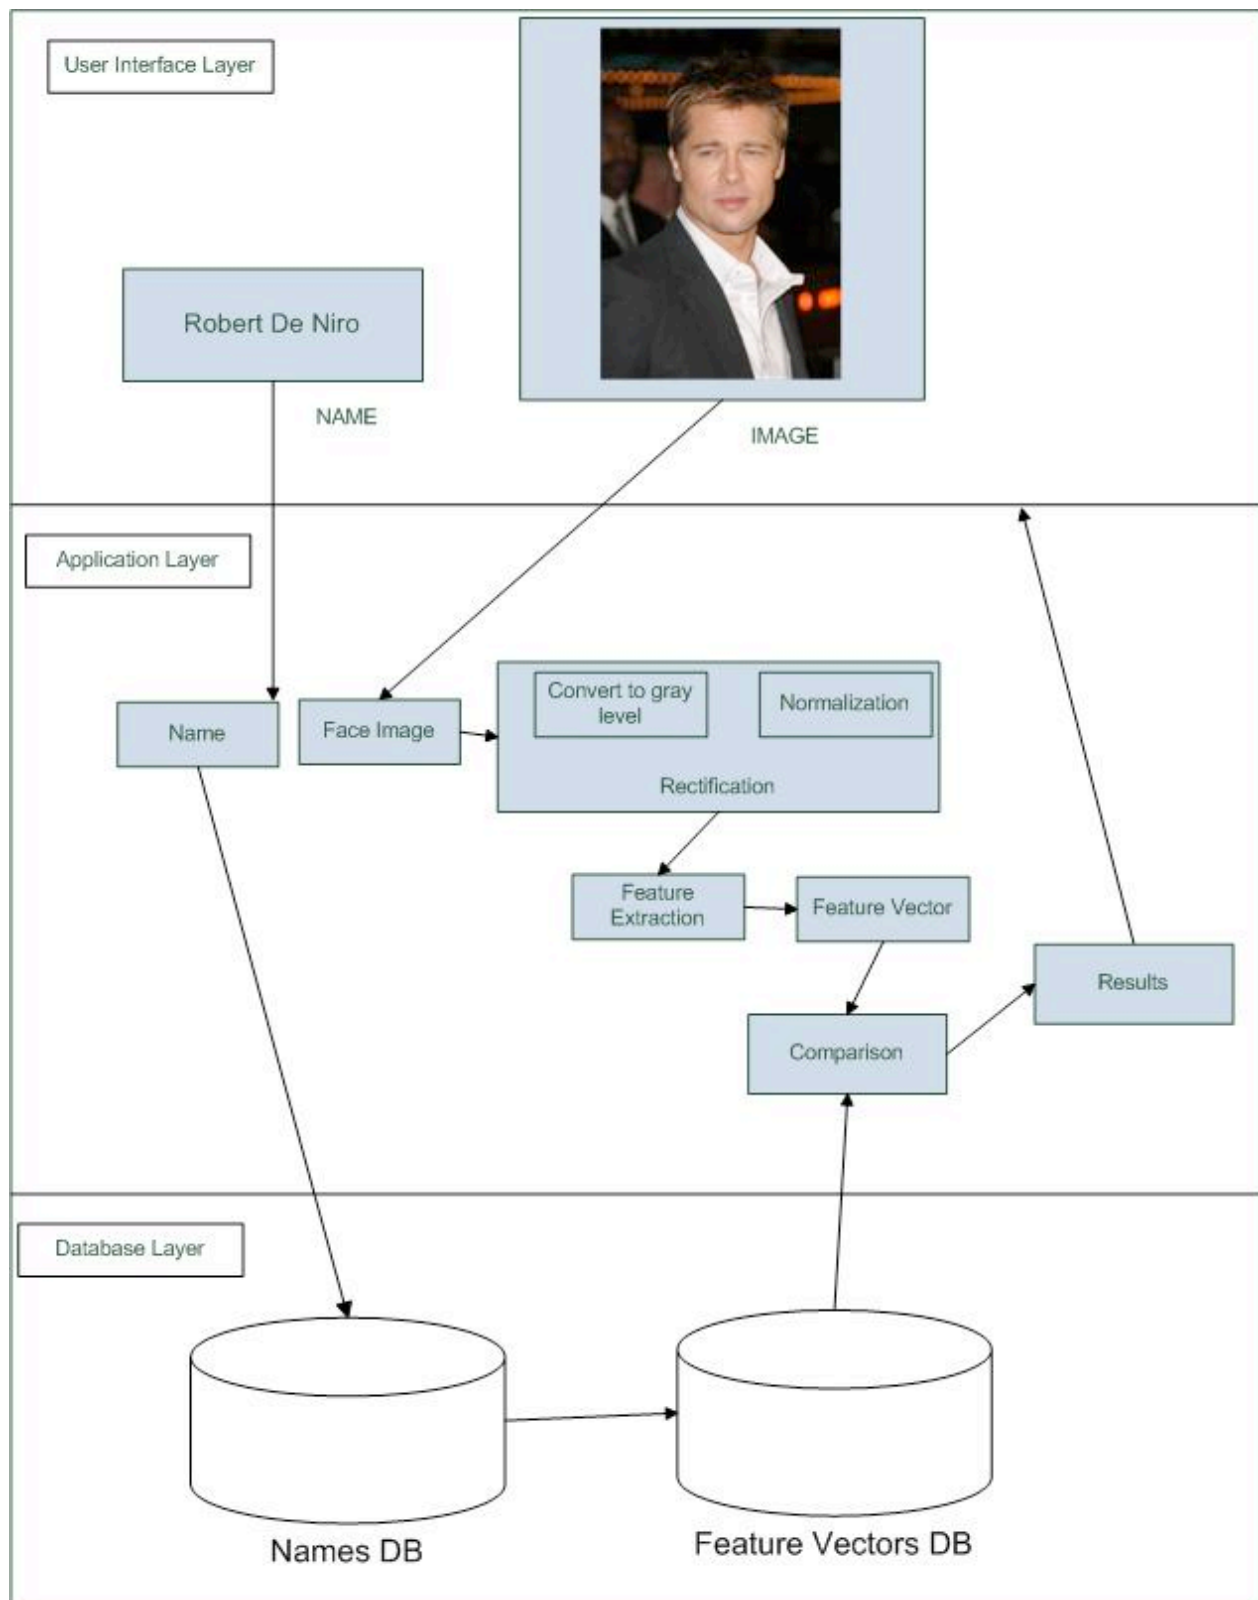 User Interface Layer
Robert De Niro
NAME
IMAGE
Application Layer
Name
Face Image
Convert to gray
level
Normalization
Rectification
Feature
Extraction
Feature Vector
Results
Comparison
Database Layer
Names DB
Feature Vectors DB